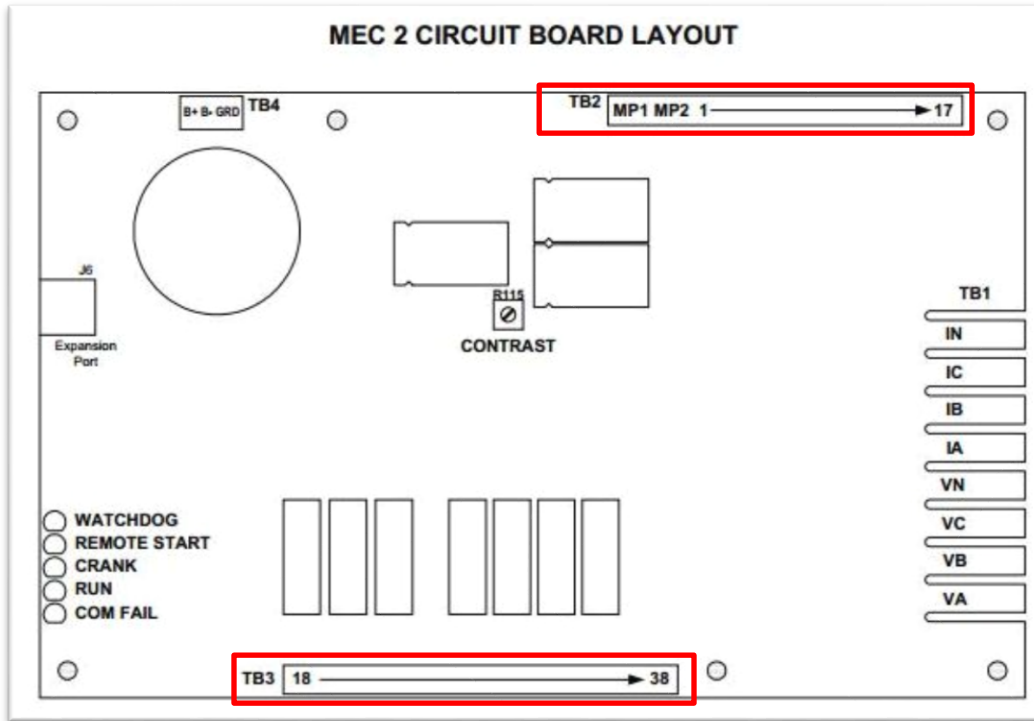 MEC 2 CIRCUIT BOARD LAYOUT
B+ B- GRD TB4
TB2 MP1 MP2 1 17
J6
Expansion
Port
R115
CONTRAST
TB1
IN
IC
IB
IA
VN
VC
VB
VA
WATCHDOG
REMOTE START
CRANK
RUN
COM FAIL
TB3 18 38